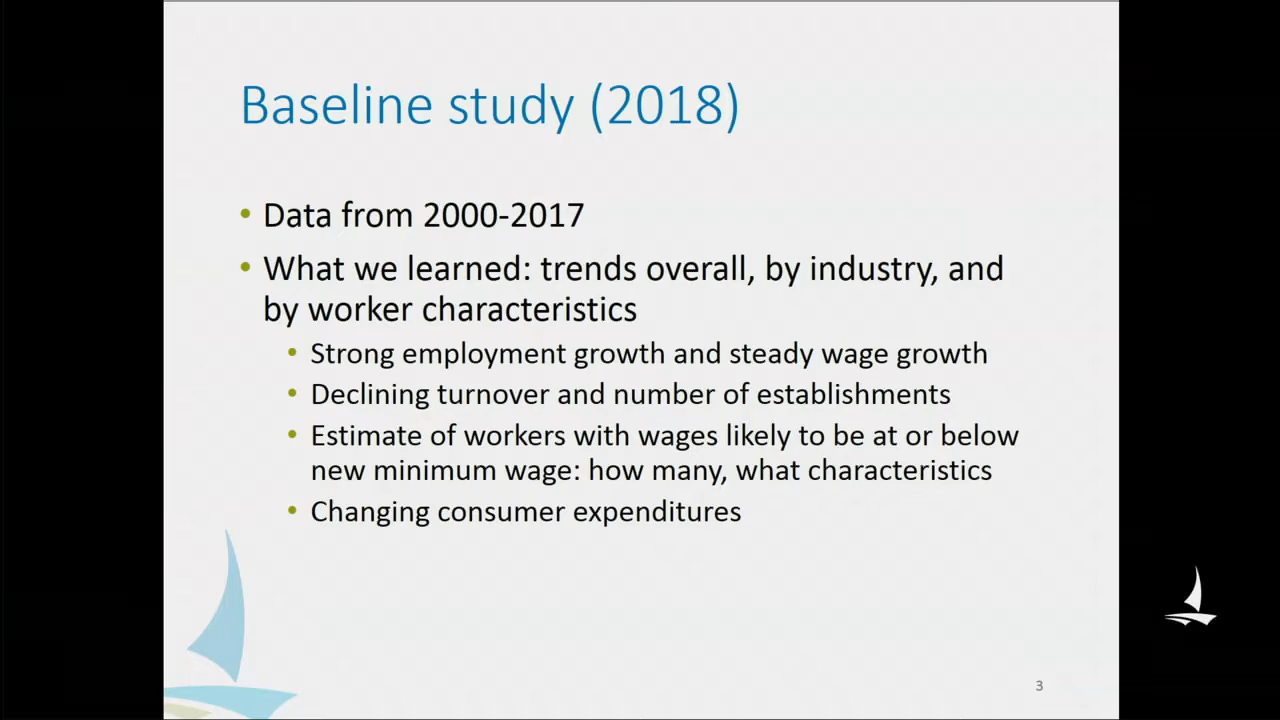 Baseline study (2018)
• Data from 2000-2017
• What we learned: trends overall, by industry, and
by worker characteristics
• Strong employment growth and steady wage growth
• Declining turnover and number of establishments
• Estimate of workers with wages likely to be at or below
new minimum wage: how many, what characteristics
• Changing consumer expenditures
3